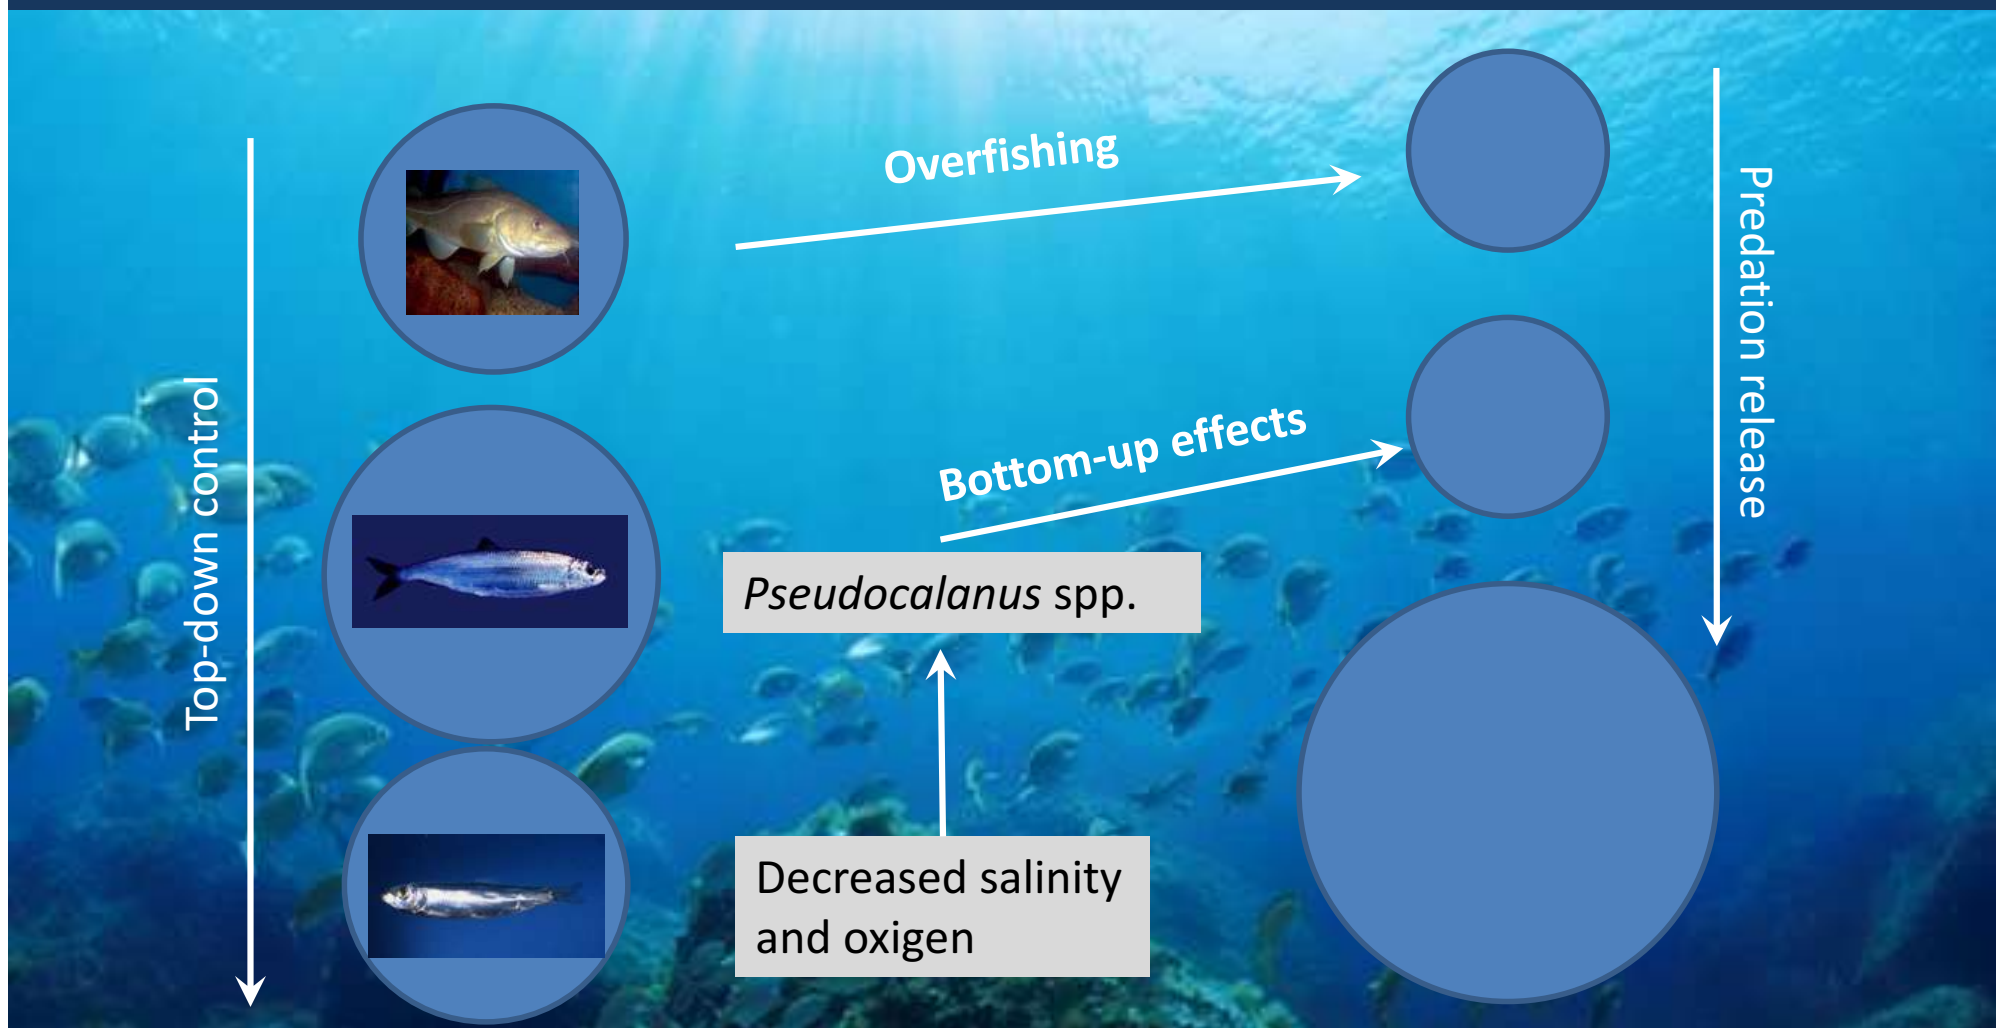 Overfishing
Predation release
Top-down control
Bottom-up effects
Pseudocalanus spp.
Decreased salinity
and oxigen